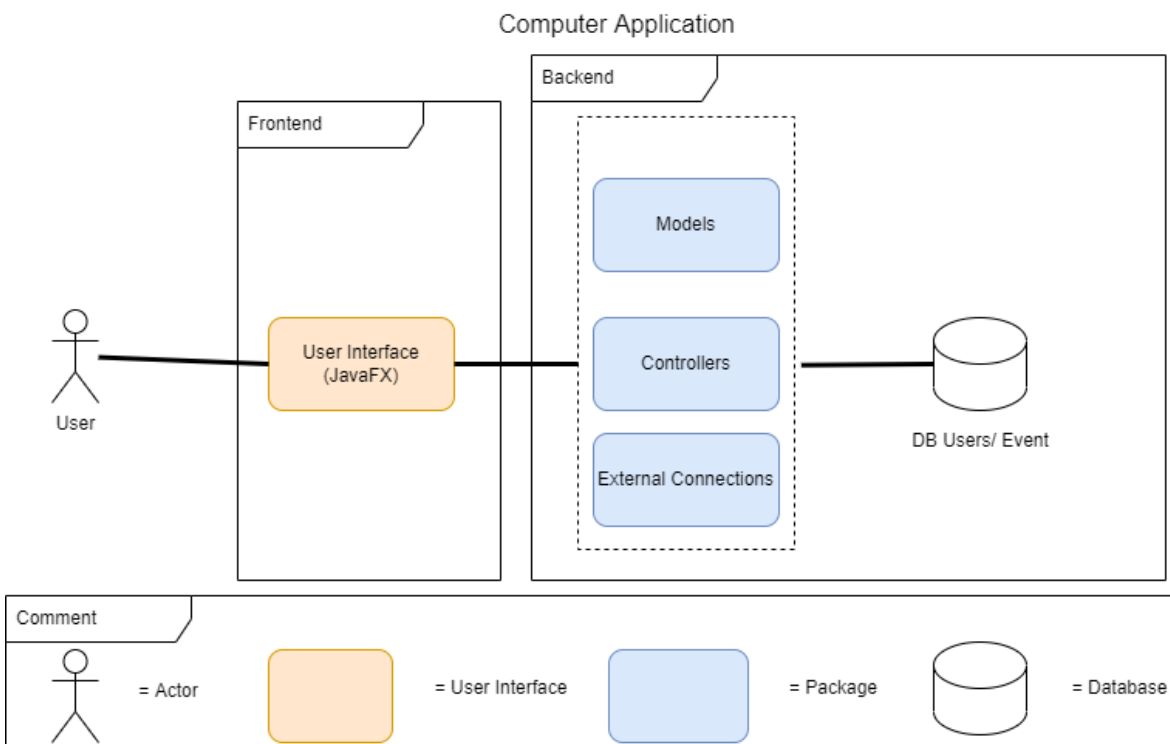 Computer Application
Backend
Frontend
Models
User Interface
(JavaFX)
Controllers
User
DB Users/ Event
External Connections
Comment
= Actor
= User Interface
= Package
= Database